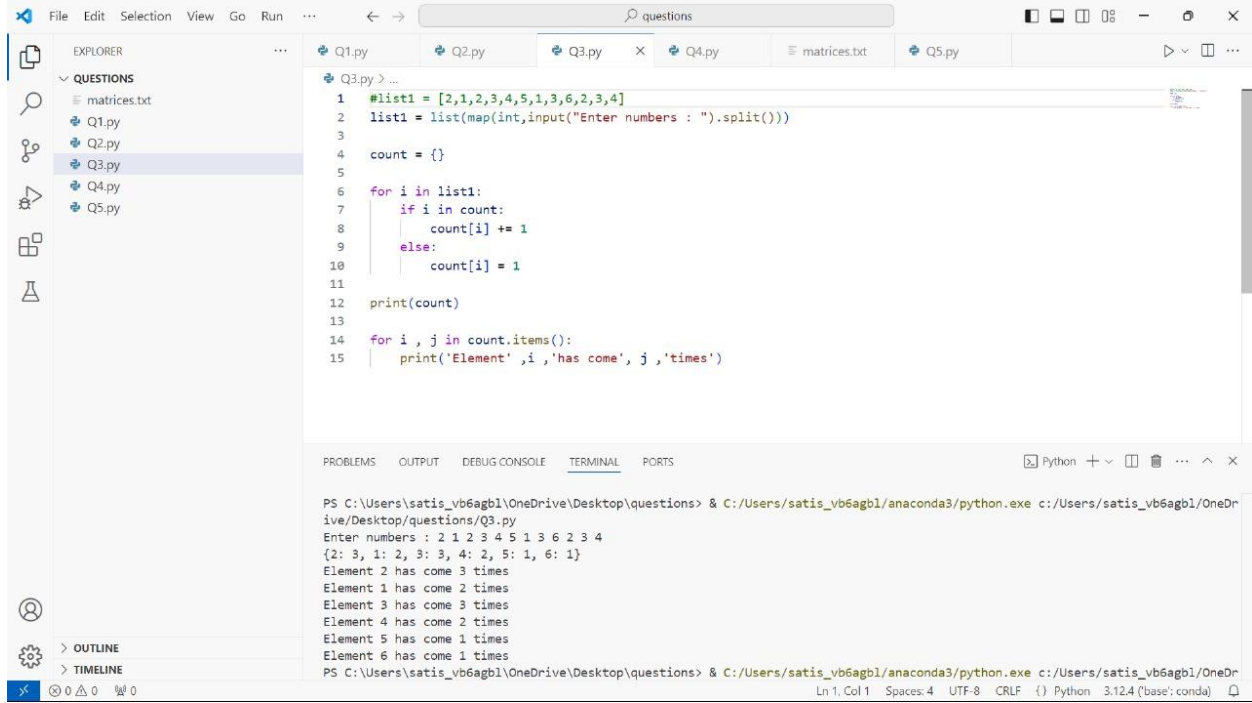 File Edit Selection View Go Run ··· ← → questions
EXPLORER ···
QUESTIONS
matrices.txt
Q1.py
Q2.py
Q3.py
Q4.py
Q5.py
OUTLINE
TIMELINE
Q1.py Q2.py Q3.py × Q4.py matrices.txt Q5.py
Q3.py > ...
1 #list1 = [2,1,2,3,4,5,1,3,6,2,3,4]
2 list1 = list(map(int,input("Enter numbers : ").split()))
3
4 count = {}
5
6 for i in list1:
7     if i in count:
8         count[i] += 1
9     else:
10         count[i] = 1
11
12 print(count)
13
14 for i , j in count.items():
15     print('Element' ,i ,'has come', j ,'times')
PROBLEMS OUTPUT DEBUG CONSOLE TERMINAL PORTS Python
PS C:\Users\satis_vb6agbl\OneDrive\Desktop\questions> & C:/Users/satis_vb6agbl/anaconda3/python.exe c:/Users/satis_vb6agbl/OneDr
ive/Desktop/questions/Q3.py
Enter numbers : 2 1 2 3 4 5 1 3 6 2 3 4
{2: 3, 1: 2, 3: 3, 4: 2, 5: 1, 6: 1}
Element 2 has come 3 times
Element 1 has come 2 times
Element 3 has come 3 times
Element 4 has come 2 times
Element 5 has come 1 times
Element 6 has come 1 times
PS C:\Users\satis_vb6agbl\OneDrive\Desktop\questions> & C:/Users/satis_vb6agbl/anaconda3/python.exe c:/Users/satis_vb6agbl/OneDr
0 0 0 Ln 1, Col 1 Spaces: 4 UTF-8 CRLF {} Python 3.12.4 ('base': conda)